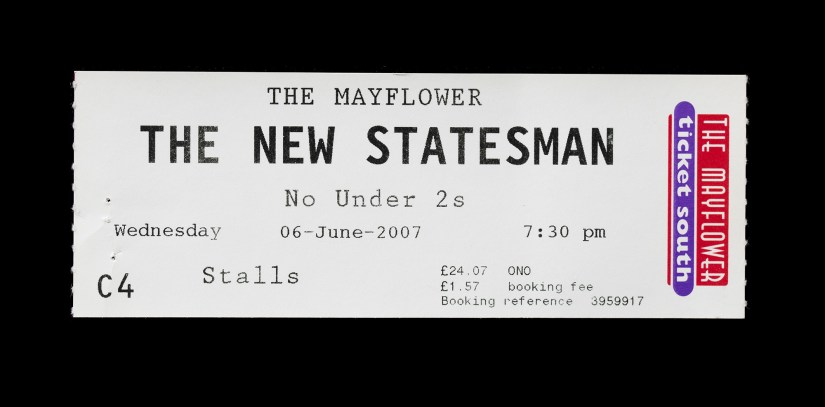 THE MAYFLOWER
THE NEW STATESMAN
No Under 2s
Wednesday 06-June-2007 7:30 pm
C4 Stalls
£24.07 ONO
£1.57 booking fee
Booking reference 3959917
THE MAYFLOWER
ticket south